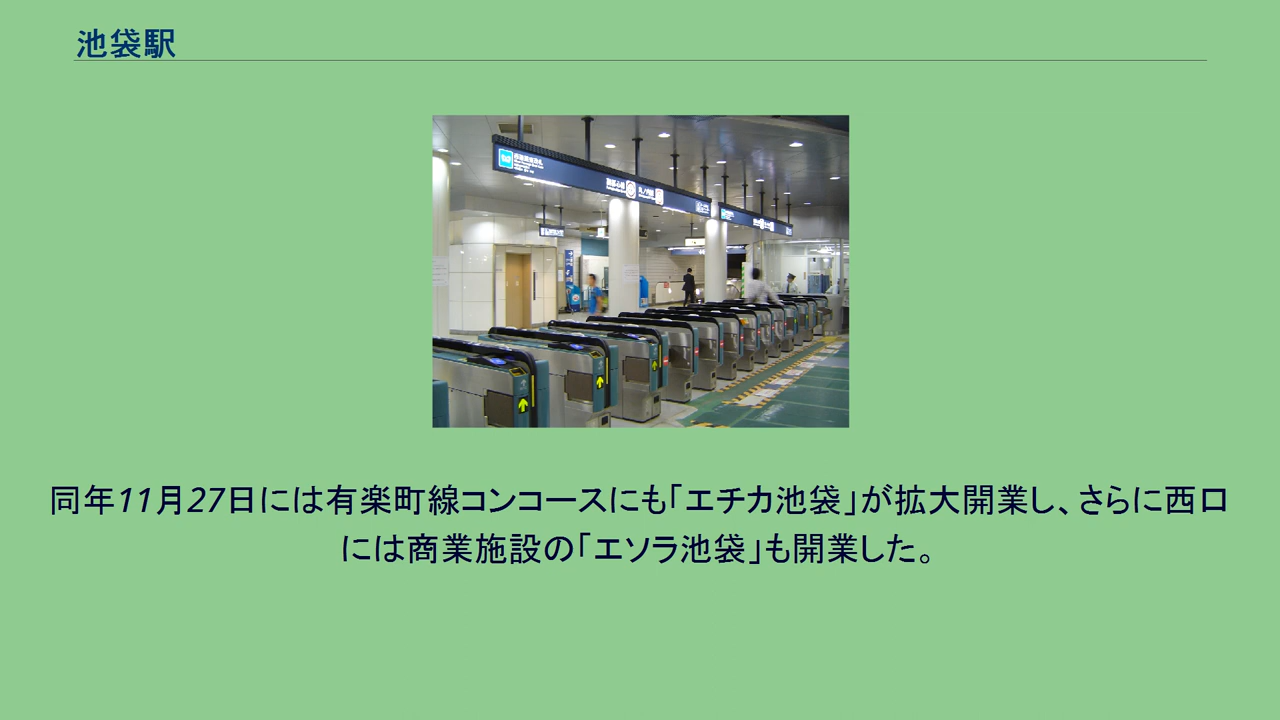 池袋駅
同年11月27日には有楽町線コンコースにも「エチカ池袋」が拡大開業し、さらに西口
には商業施設の「エソラ池袋」も開業した。